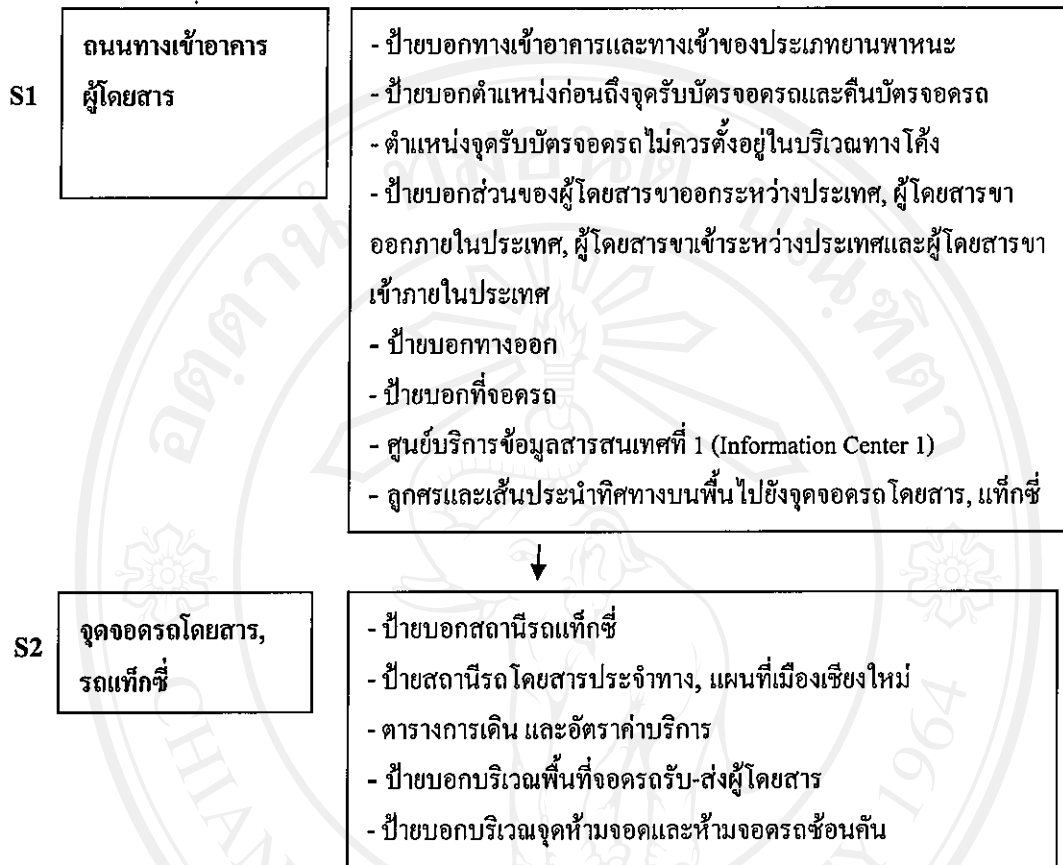 S1
ถนนทางเข้าอาคาร
ผู้โดยสาร
- ป้ายบอกทางเข้าอาคารและทางเข้าของประเภทยานพาหนะ
- ป้ายบอกตำแหน่งก่อนถึงจุดรับบัตรจอดรถและคืนบัตรจอดรถ
- ตำแหน่งจุดรับบัตรจอดรถไม่ควรตั้งอยู่ในบริเวณทางโค้ง
- ป้ายบอกส่วนของผู้โดยสารขาออกระหว่างประเทศ, ผู้โดยสารขา
ออกภายในประเทศ, ผู้โดยสารขาเข้าระหว่างประเทศและผู้โดยสารขา
เข้าภายในประเทศ
- ป้ายบอกทางออก
- ป้ายบอกที่จอดรถ
- ศูนย์บริการข้อมูลสารสนเทศที่ 1 (Information Center 1)
- ลูกศรและเส้นประนำทิศทางบนพื้นไปยังจุดจอดรถโดยสาร, แท็กซี่
S2
จุดจอดรถโดยสาร,
รถแท็กซี่
- ป้ายบอกสถานีรถแท็กซี่
- ป้ายสถานีรถโดยสารประจำทาง, แผนที่เมืองเชียงใหม่
- ตารางการเดิน และอัตราค่าบริการ
- ป้ายบอกบริเวณพื้นที่จอดรถรับ-ส่งผู้โดยสาร
- ป้ายบอกบริเวณจุดห้ามจอดและห้ามจอดรถซ้อนคัน